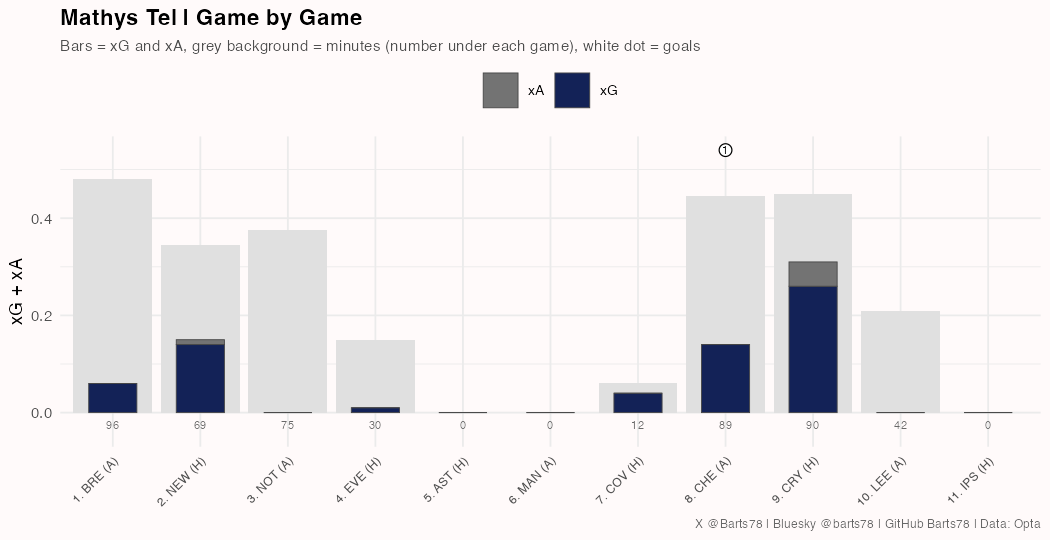 Mathys Tel | Game by Game
Bars = xG and xA, grey background = minutes (number under each game), white dot = goals
xA xG
1
xG + xA
0.4
0.2
0.0
96 69 75 30 0 0 12 89 90 42 0
1. BRE (A) 2. NEW (H) 3. NOT (A) 4. EVE (H) 5. AST (H) 6. MAN (A) 7. COV (H) 8. CHE (A) 9. CRY (H) 10. LEE (A) 11. IPS (H)
X @Barts78 | Bluesky @barts78 | GitHub Barts78 | Data: Opta